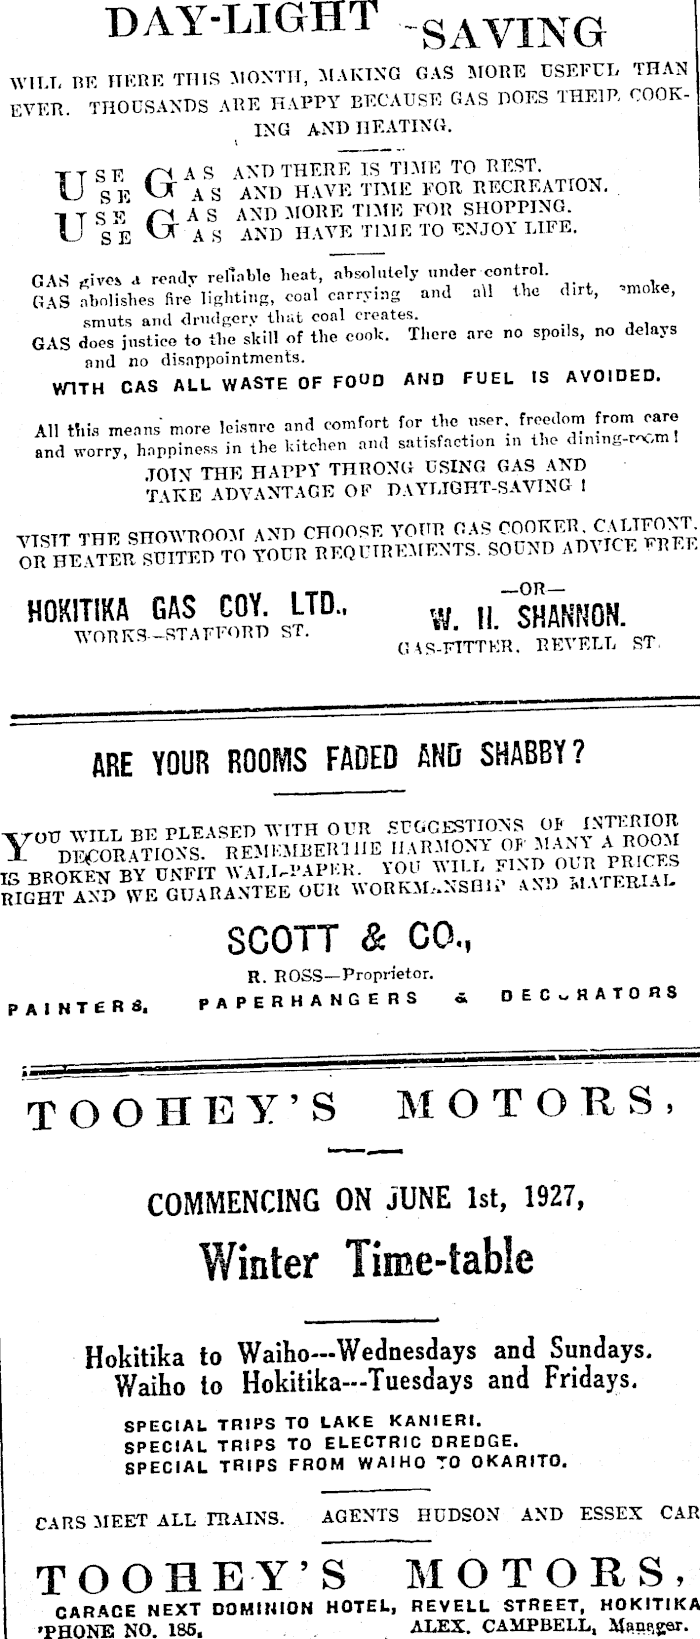 DAY-LIGHT SAVING
WILL BE HERE THIS MONTH, MAKING GAS MORE USEFUL THAN
EVER. THOUSANDS ARE HAPPY BECAUSE GAS DOES THEIR COOK-
ING AND HEATING.
USE GAS AND THERE IS TIME TO REST.
USE GAS AND HAVE TIME FOR RECREATION.
USE GAS AND MORE TIME FOR SHOPPING.
USE GAS AND HAVE TIME TO ENJOY LIFE.
GAS gives a ready reliable heat, absolutely under control.
GAS abolishes fire lighting, coal carrying and all the dirt, smoke,
smuts and drudgery that coal creates.
GAS does justice to the skill of the cook. There are no spoils, no delays
and no disappointments.
WITH GAS ALL WASTE OF FOOD AND FUEL IS AVOIDED.
All this means more leisure and comfort for the user, freedom from care
and worry, happiness in the kitchen and satisfaction in the dining-room!
JOIN THE HAPPY THRONG USING GAS AND
TAKE ADVANTAGE OF DAYLIGHT-SAVING!
VISIT THE SHOWROOM AND CHOOSE YOUR GAS COOKER, CALIFONT,
OR HEATER SUITED TO YOUR REQUIREMENTS. SOUND ADVICE FREE
HOKITIKA GAS COY. LTD.,
WORKS—STAFFORD ST.
—OR—
W. H. SHANNON.
GAS-FITTER, REVELL ST.
ARE YOUR ROOMS FADED AND SHABBY?
YOU WILL BE PLEASED WITH OUR SUGGESTIONS OF INTERIOR
DECORATIONS. REMEMBER THE HARMONY OF MANY A ROOM
IS BROKEN BY UNFIT WALL-PAPER. YOU WILL FIND OUR PRICES
RIGHT AND WE GUARANTEE OUR WORKMANSHIP AND MATERIAL
SCOTT & CO.,
R. ROSS—Proprietor.
PAINTERS, PAPERHANGERS & DECORATORS
TOOHEY'S MOTORS,
COMMENCING ON JUNE 1st, 1927,
Winter Time-table
Hokitika to Waiho---Wednesdays and Sundays.
Waiho to Hokitika---Tuesdays and Fridays.
SPECIAL TRIPS TO LAKE KANIERI.
SPECIAL TRIPS TO ELECTRIC DREDGE.
SPECIAL TRIPS FROM WAIHO TO OKARITO.
CARS MEET ALL TRAINS. AGENTS HUDSON AND ESSEX CAR
TOOHEY'S MOTORS,
GARAGE NEXT DOMINION HOTEL, REVELL STREET, HOKITIKA
'PHONE NO. 185, ALEX. CAMPBELL, Manager.